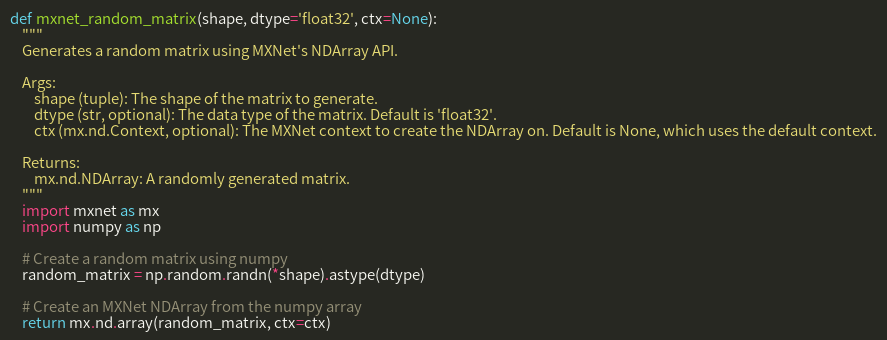 def mxnet_random_matrix(shape, dtype='float32', ctx=None):
"""
Generates a random matrix using MXNet's NDArray API.
Args:
shape (tuple): The shape of the matrix to generate.
dtype (str, optional): The data type of the matrix. Default is 'float32'.
ctx (mx.nd.Context, optional): The MXNet context to create the NDArray on. Default is None, which uses the default context.
Returns:
mx.nd.NDArray: A randomly generated matrix.
"""
import mxnet as mx
import numpy as np
# Create a random matrix using numpy
random_matrix = np.random.randn(*shape).astype(dtype)
# Create an MXNet NDArray from the numpy array
return mx.nd.array(random_matrix, ctx=ctx)